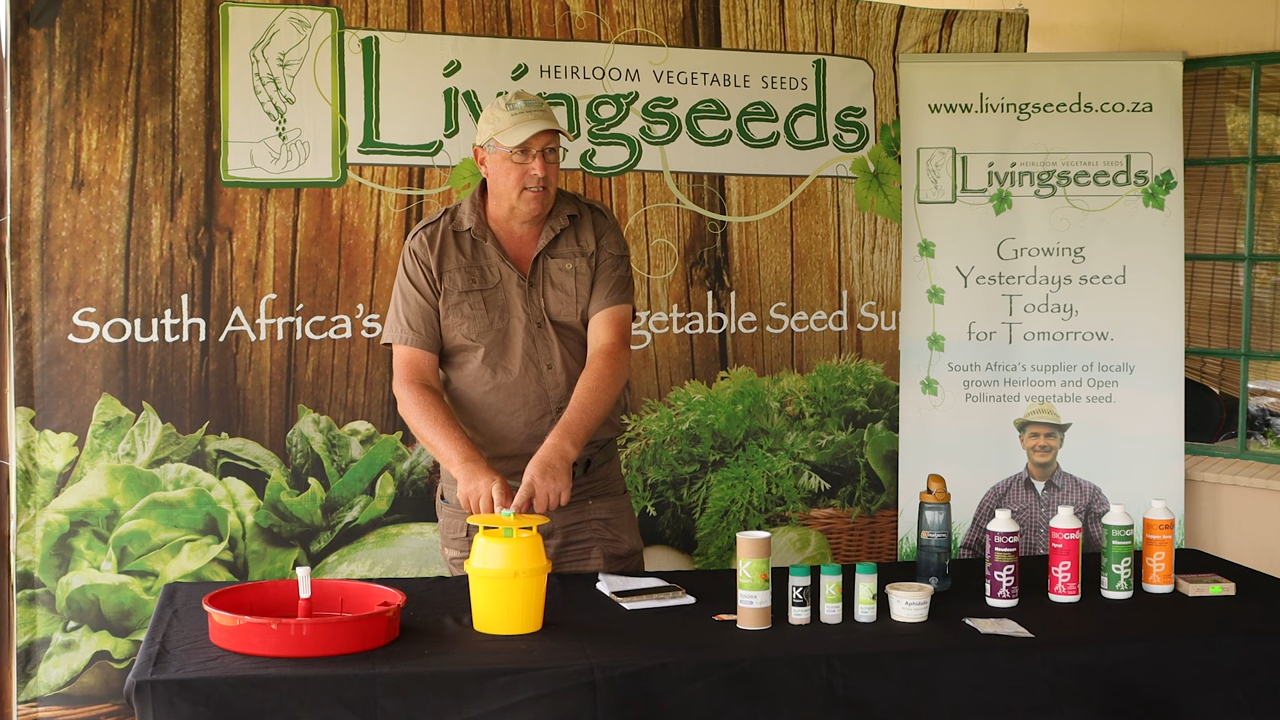 HEIRLOOM VEGETABLE SEEDS
Livingseeds
South Africa's getable Seed Su
www.livingseeds.co.za
HEIRLOOM VEGETABLE SEEDS
Livingseeds
Growing
Yesterdays seed
Today,
for Tomorrow.
South Africa's supplier of locally
grown Heirloom and Open
Pollinated vegetable seed.
K
K
K
Aphidalia
BIOGRO
BIOGRO
BIOGRO
BIOGRO